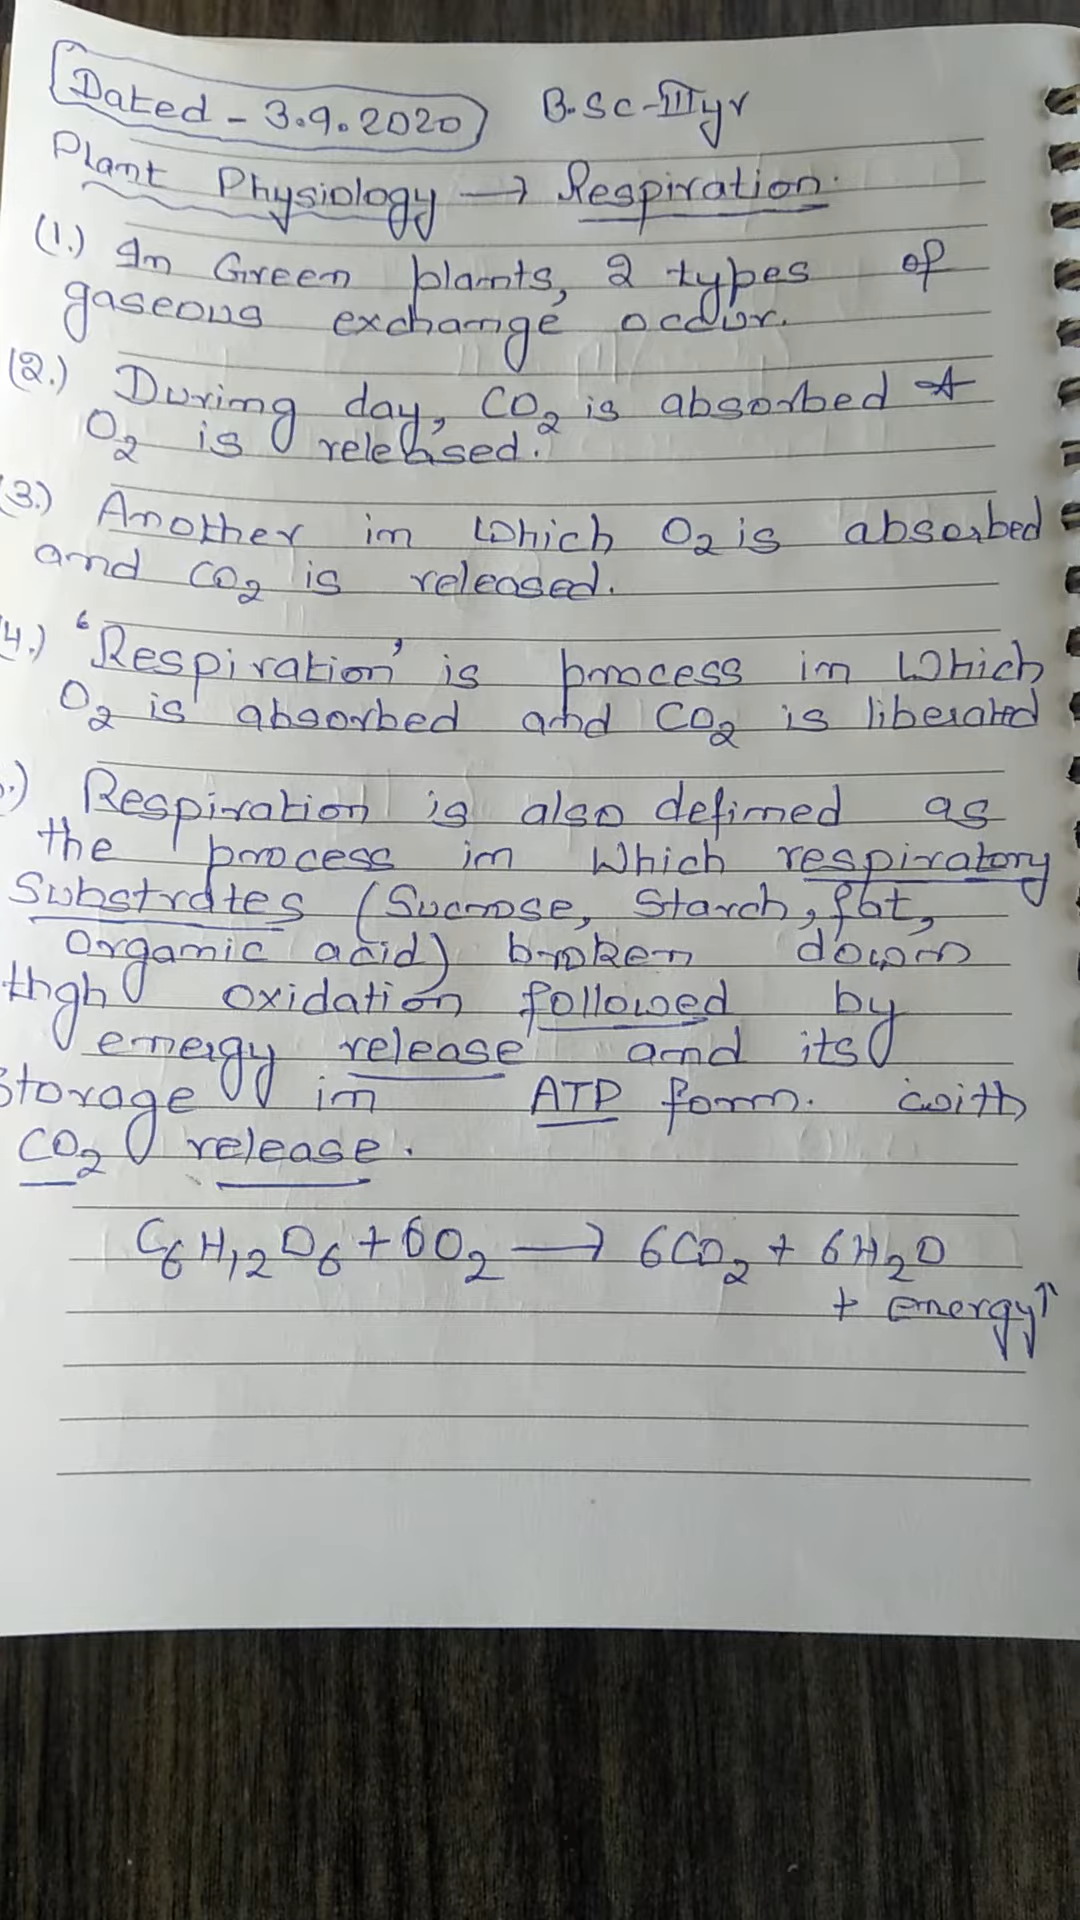 Dated - 3.9.2020 B.Sc-III yr
Plant Physiology → Respiration.
(1.) In Green plants, 2 types of
gaseous exchange occur.
(2.) During day, CO2 is absorbed &
O2 is released.
3.) Another in which O2 is absorbed
and CO2 is released.
4.) 'Respiration' is process in which
O2 is absorbed and CO2 is liberated
.) Respiration is also defined as
the process in which respiratory
Substrates (Sucrose, Starch, fat,
organic acid) broken down
thgh oxidation followed by
energy release and its
Storage in ATP form. with
CO2 release.
C6H12O6 + 6O2 → 6CO2 + 6H2O
+ energy↑